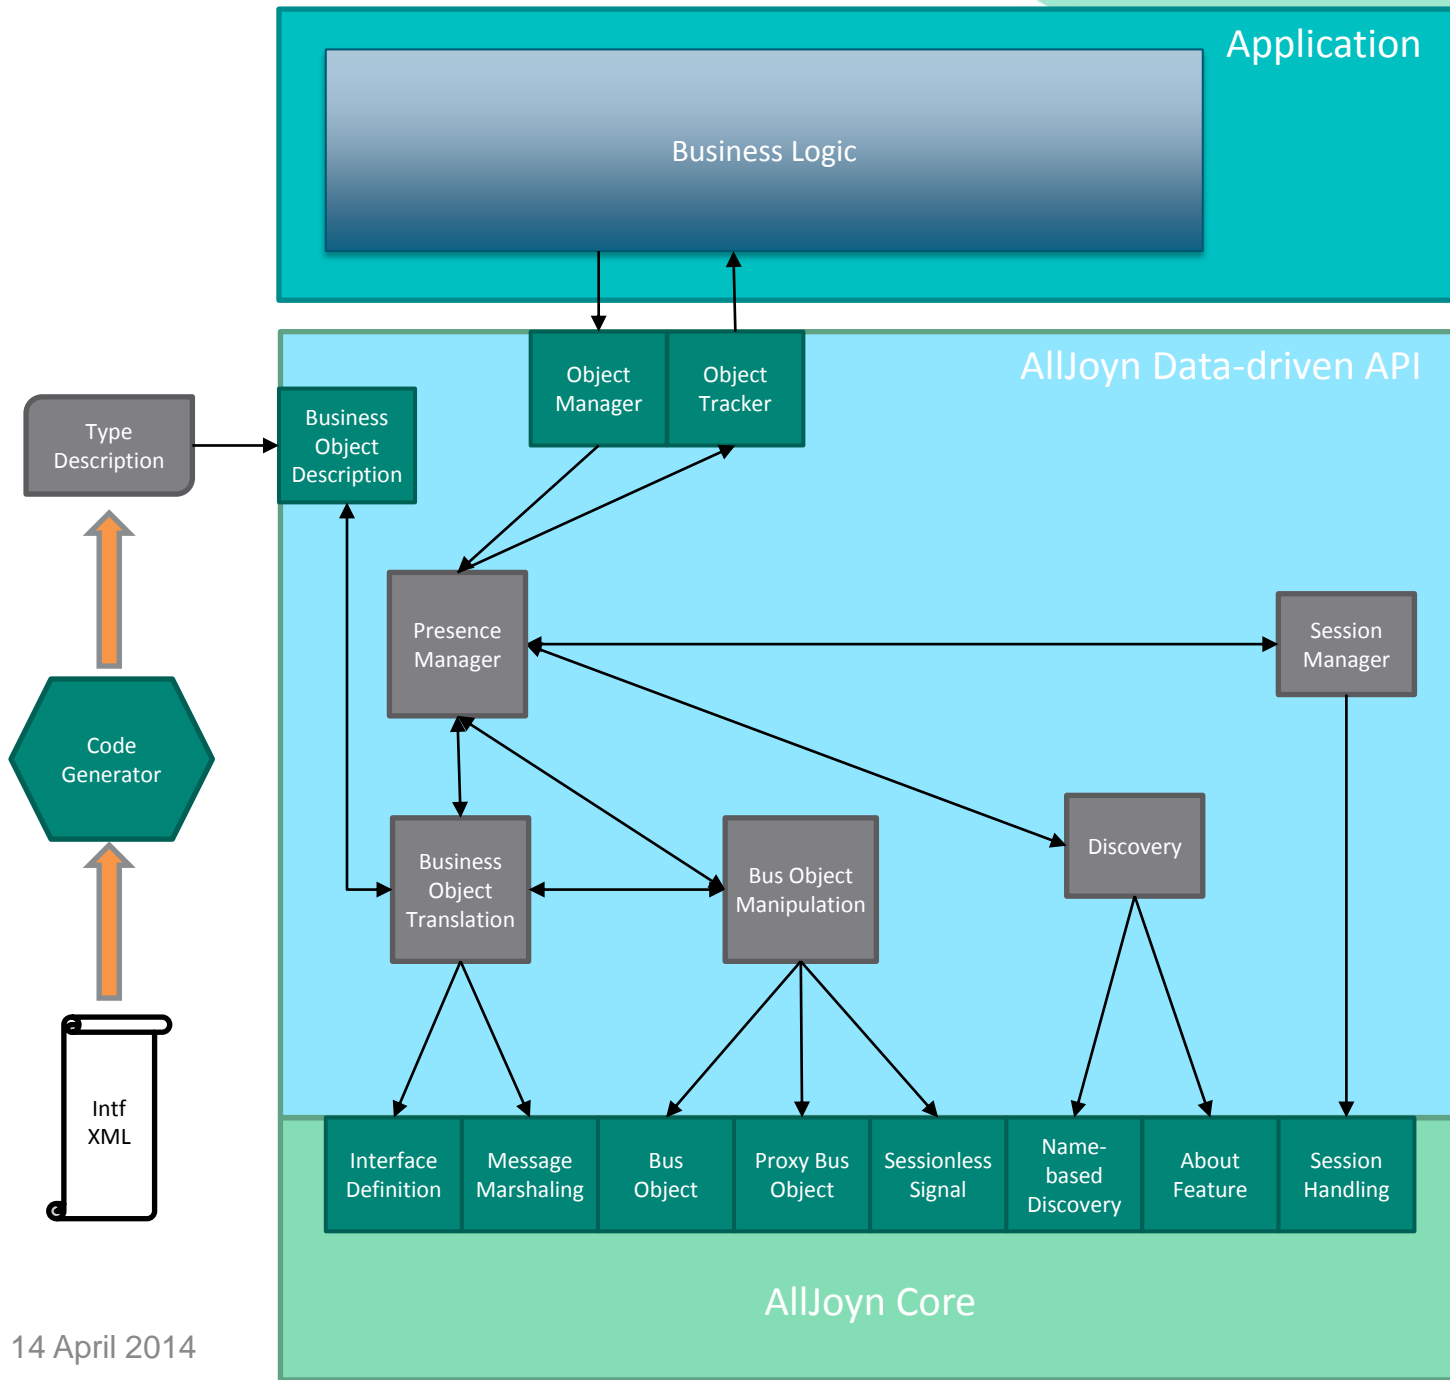 Application
Business Logic
AllJoyn Data-driven API
Object
Manager
Object
Tracker
Business
Object
Description
Type
Description
Presence
Manager
Session
Manager
Code
Generator
Business
Object
Translation
Bus Object
Manipulation
Discovery
Intf
XML
Interface
Definition
Message
Marshaling
Bus
Object
Proxy Bus
Object
Sessionless
Signal
Name-
based
Discovery
About
Feature
Session
Handling
AllJoyn Core
14 April 2014